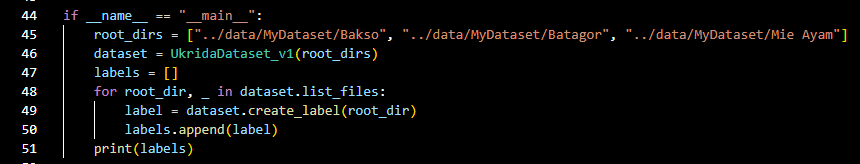 44 if __name__ == "__main__":
45     root_dirs = ["../data/MyDataset/Bakso", "../data/MyDataset/Batagor", "../data/MyDataset/Mie Ayam"]
46     dataset = UkridaDataset_v1(root_dirs)
47     labels = []
48     for root_dir, _ in dataset.list_files:
49         label = dataset.create_label(root_dir)
50         labels.append(label)
51     print(labels)